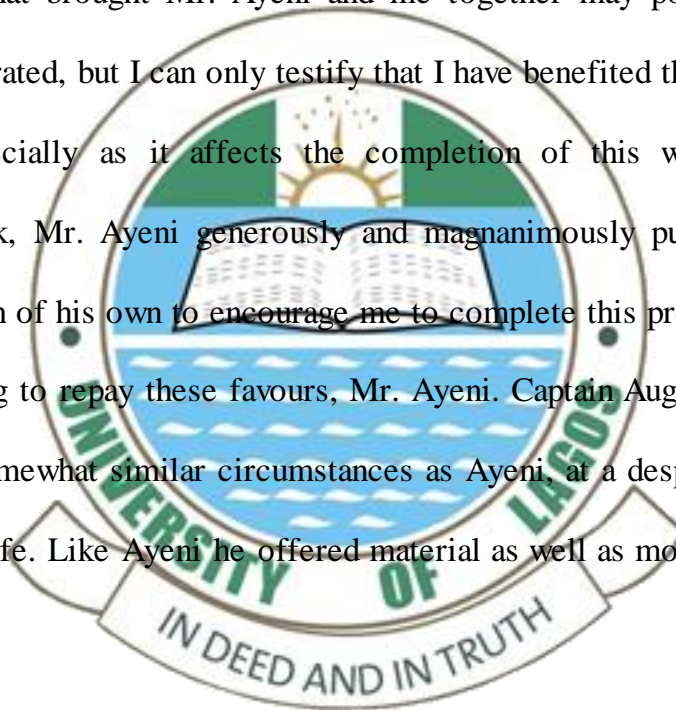 that brought Mr. Ayeni and me together may po
rated, but I can only testify that I have benefited th
ecially as it affects the completion of this w
k, Mr. Ayeni generously and magnanimously pu
n of his own to encourage me to complete this pr
g to repay these favours, Mr. Ayeni. Captain Aug
mewhat similar circumstances as Ayeni, at a desp
ife. Like Ayeni he offered material as well as mo
UNIVERSITY OF LAGOS
IN DEED AND IN TRUTH